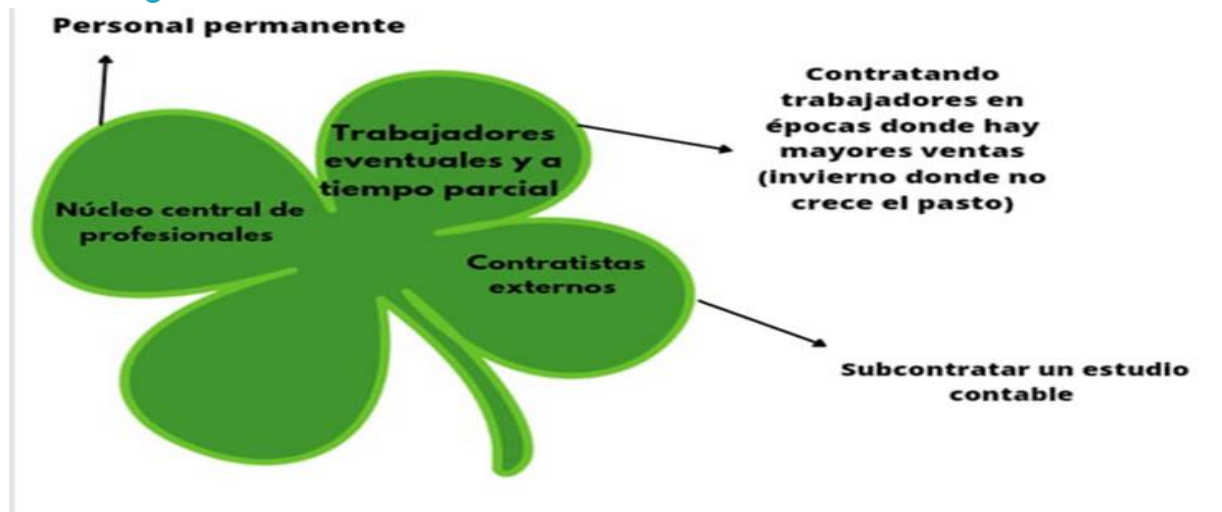 Personal permanente
Trabajadores
eventuales y a
tiempo parcial
Núcleo central de
profesionales
Contratistas
externos
Contratando
trabajadores en
épocas donde hay
mayores ventas
(invierno donde no
crece el pasto)
Subcontratar un estudio
contable